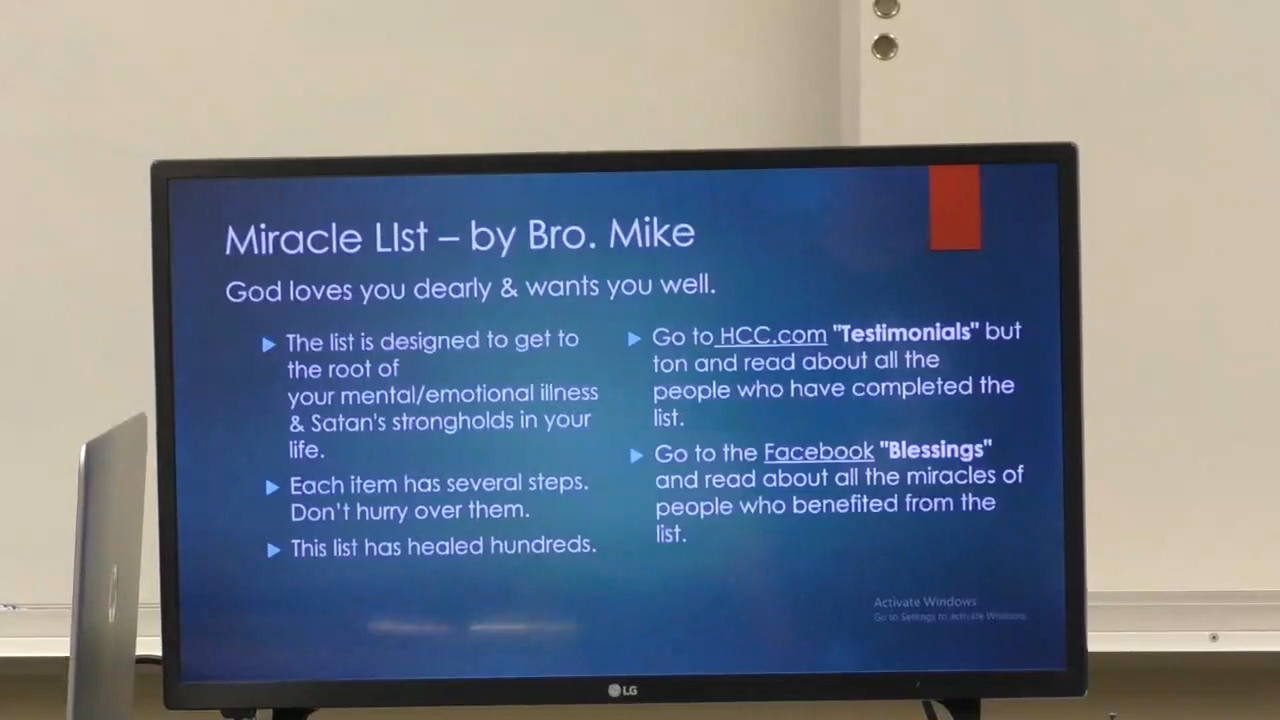 Miracle LIst – by Bro. Mike
God loves you dearly & wants you well.
The list is designed to get to
the root of
your mental/emotional illness
& Satan's strongholds in your
life.
Each item has several steps.
Don't hurry over them.
This list has healed hundreds.
Go to HCC.com "Testimonials" but
ton and read about all the
people who have completed the
list.
Go to the Facebook "Blessings"
and read about all the miracles of
people who benefited from the
list.
Activate Windows
Go to Settings to activate Windows.
LG